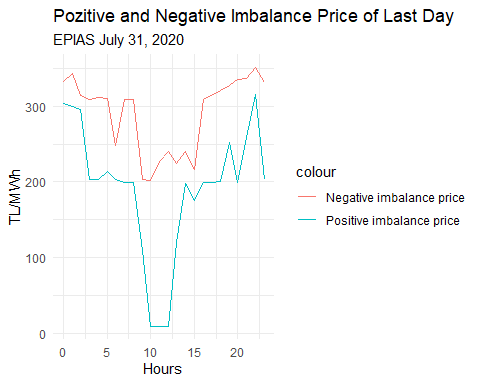 Pozitive and Negative Imbalance Price of Last Day
EPIAS July 31, 2020
TL/MWh
300
200
100
0
0
5
10
15
20
Hours
colour
Negative imbalance price
Positive imbalance price